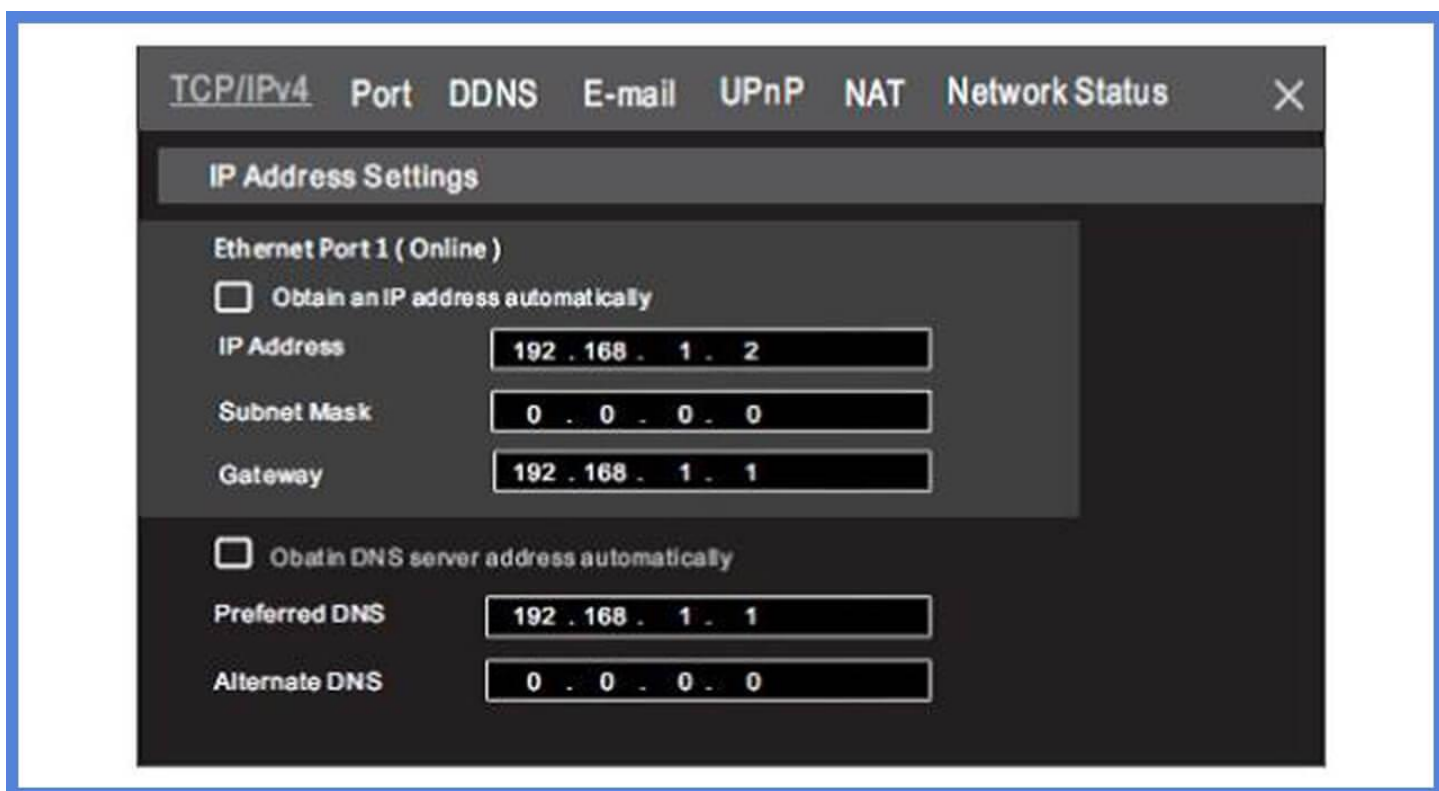 TCP/IPv4 Port DDNS E-mail UPnP NAT Network Status X
IP Address Settings
Ethernet Port 1 ( Online )
Obtain an IP address automatically
IP Address 192 . 168 . 1 . 2
Subnet Mask 0 . 0 . 0 . 0
Gateway 192 . 168 . 1 . 1
Obatin DNS server address automatically
Preferred DNS 192 . 168 . 1 . 1
Alternate DNS 0 . 0 . 0 . 0